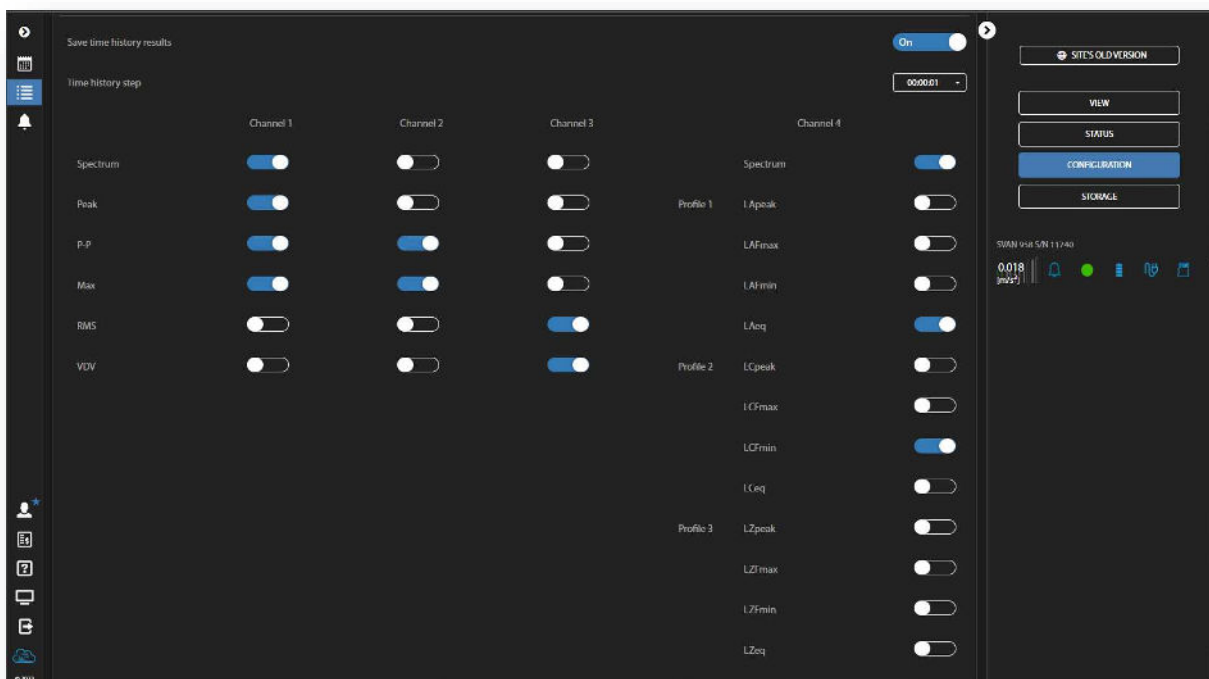 Save time history results On
Time history step 00:00:01
Channel 1 Channel 2 Channel 3 Channel 4
Spectrum Spectrum
Peak Profile 1 LApeak
P-P LAFmax
Max LAFmin
RMS LAeq
VDV Profile 2 LCpeak
LCFmax
LCFmin
LCeq
Profile 3 LZpeak
LZFmax
LZFmin
LZeq
SITE'S OLD VERSION
VIEW
STATUS
CONFIGURATION
STORAGE
SVAN 958 S/N 11240
0.018
[m/s²]